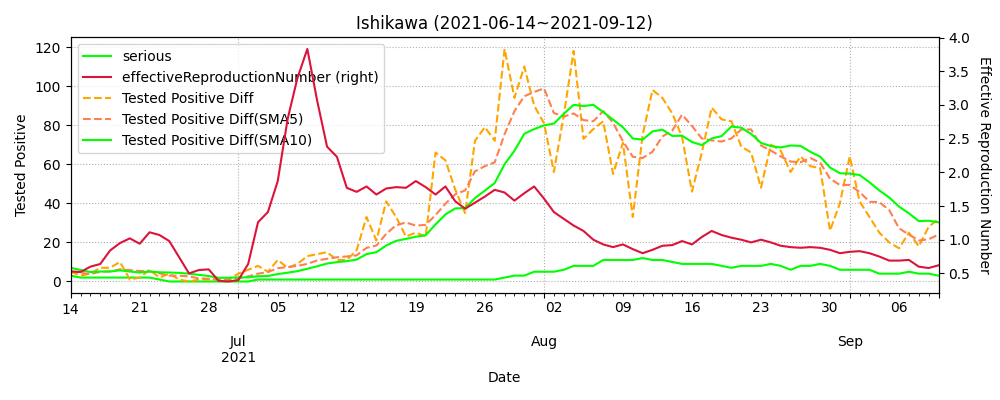 Ishikawa (2021-06-14~2021-09-12)
serious
effectiveReproductionNumber (right)
Tested Positive Diff
Tested Positive Diff(SMA5)
Tested Positive Diff(SMA10)
Tested Positive
120
100
80
60
40
20
0
4.0
3.5
3.0
2.5
2.0
1.5
1.0
0.5
Effective Reproduction Number
14 21 28 05 12 19 26 02 09 16 23 30 06
Jul Aug Sep
2021
Date